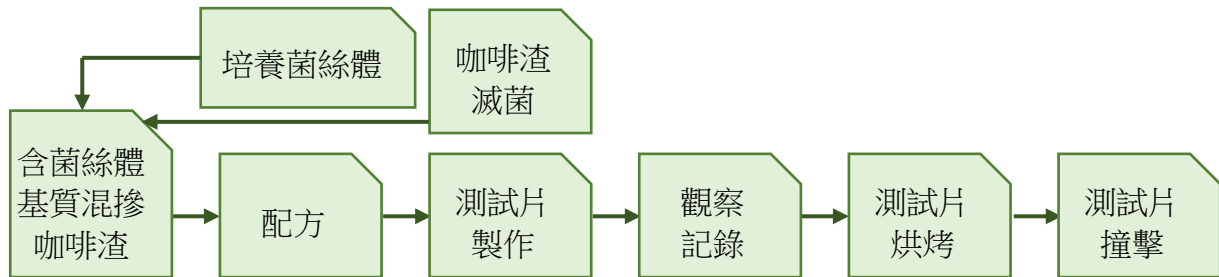 培養菌絲體
咖啡渣
滅菌
含菌絲體
基質混摻
咖啡渣
配方
測試片
製作
觀察
記錄
測試片
烘烤
測試片
撞擊